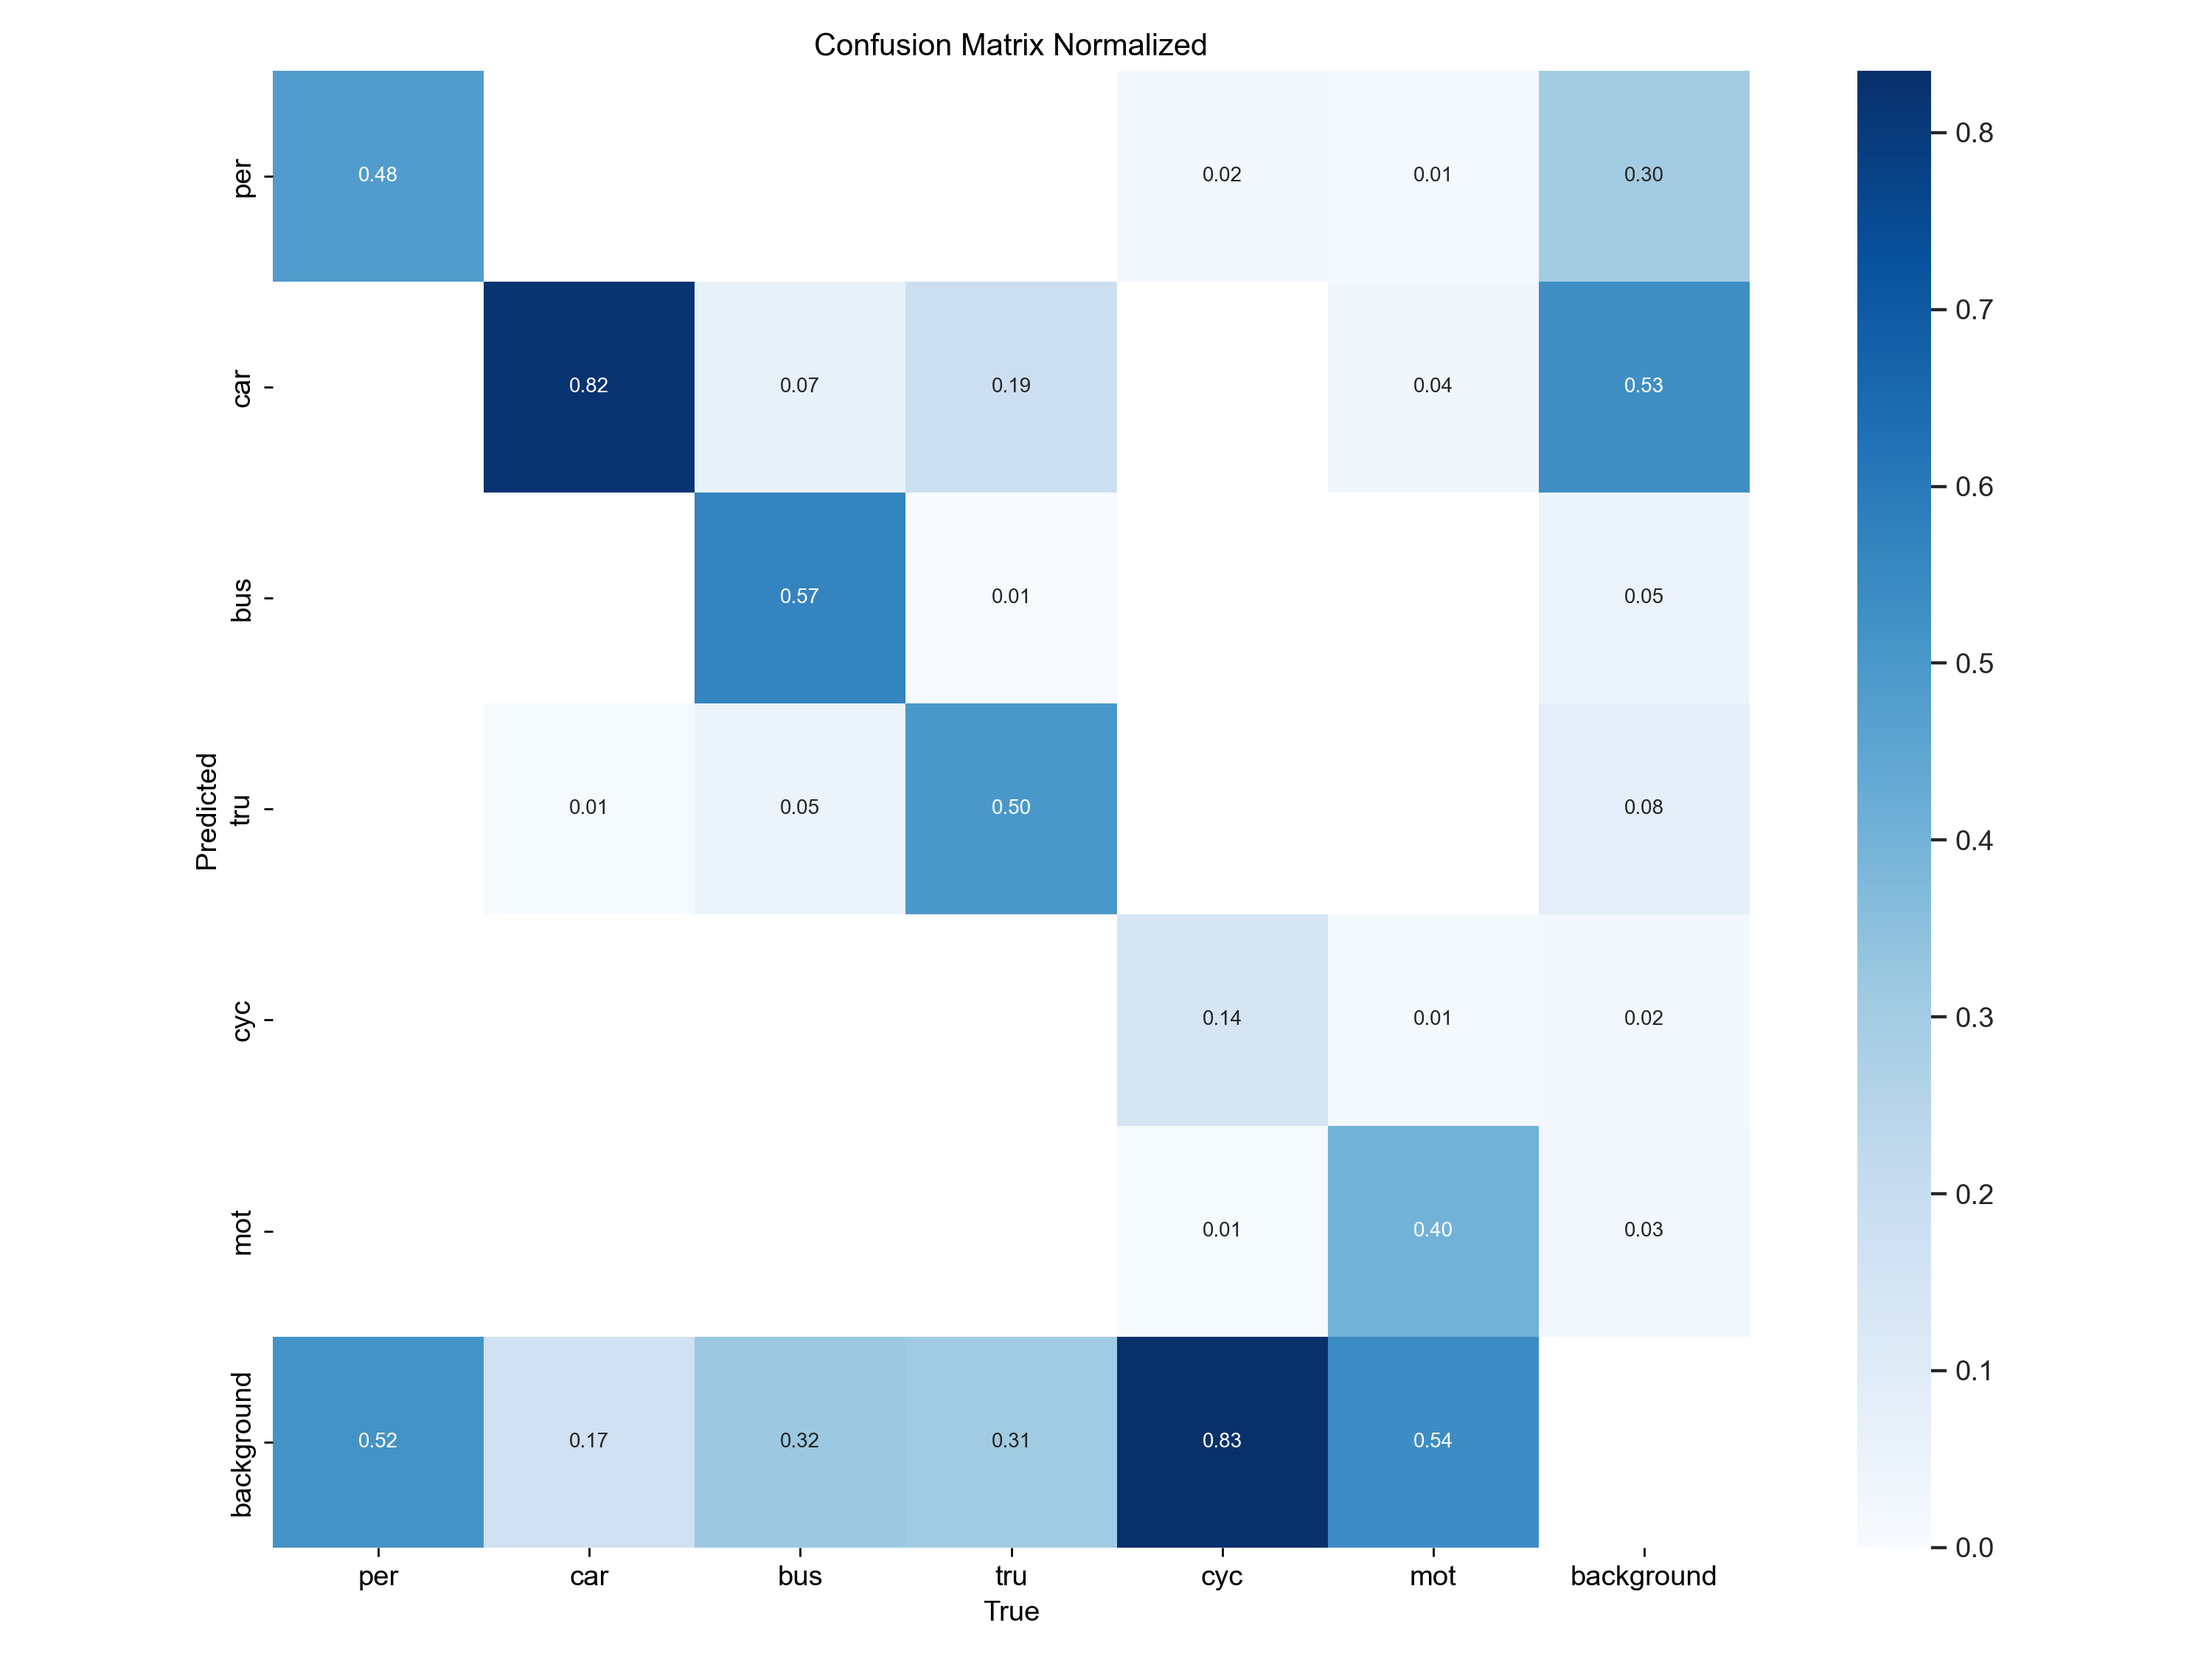 Confusion Matrix Normalized
per 0.48 0.02 0.01 0.30
car 0.82 0.07 0.19 0.04 0.53
bus 0.57 0.01 0.05
tru 0.01 0.05 0.50 0.08
cyc 0.14 0.01 0.02
mot 0.01 0.40 0.03
background 0.52 0.17 0.32 0.31 0.83 0.54
Predicted
per car bus tru cyc mot background
True
0.8
0.7
0.6
0.5
0.4
0.3
0.2
0.1
0.0